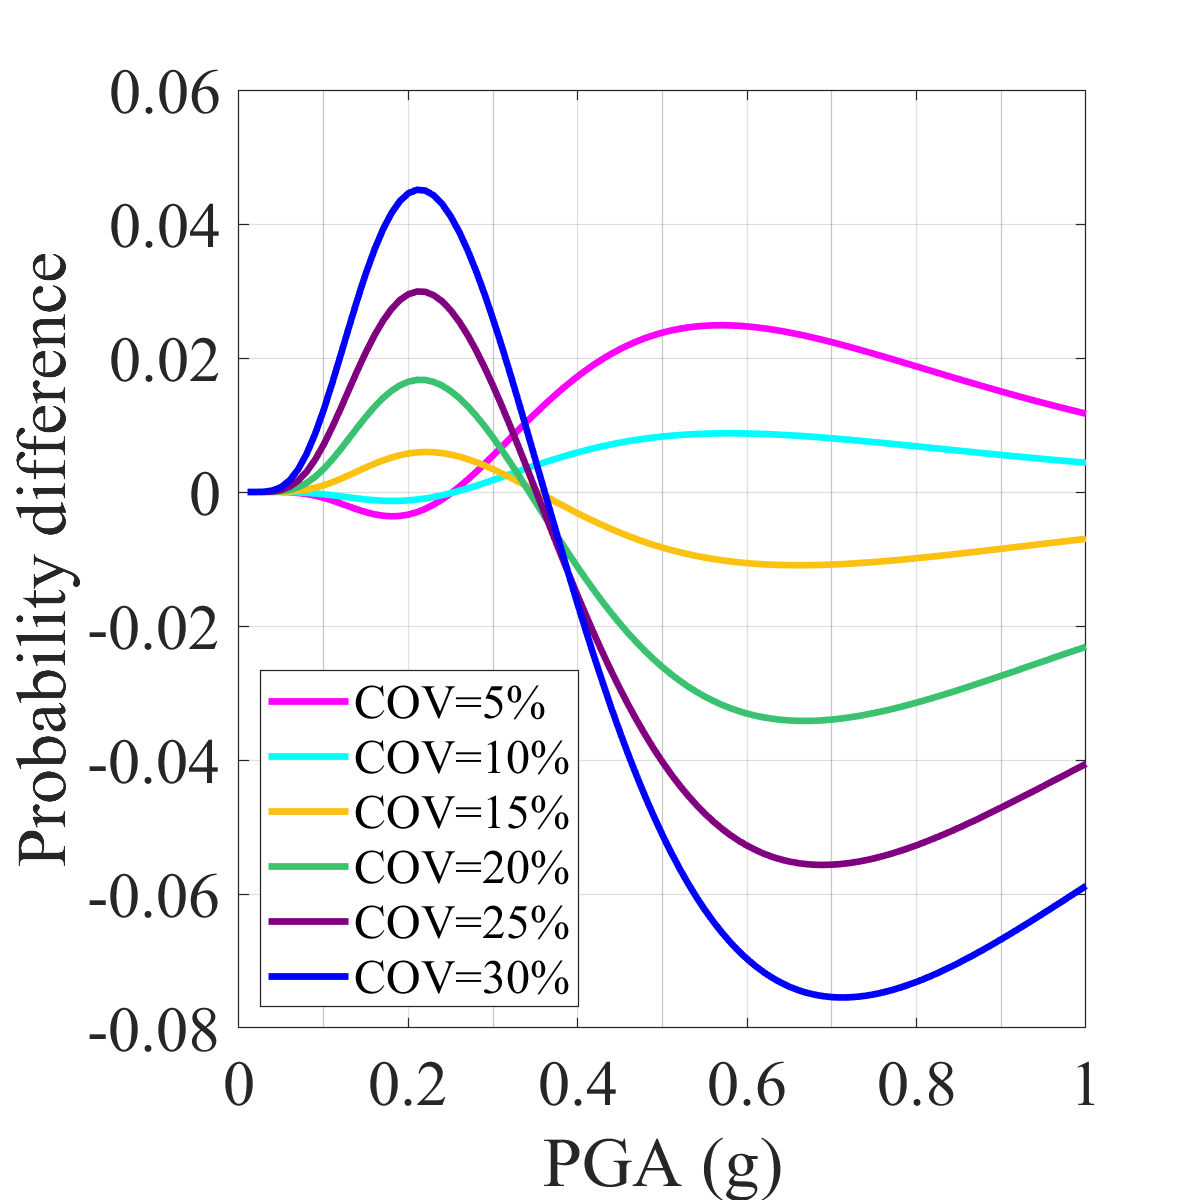 0.06
0.04
0.02
0
-0.02
-0.04
-0.06
-0.08
Probability difference
COV=5%
COV=10%
COV=15%
COV=20%
COV=25%
COV=30%
0 0.2 0.4 0.6 0.8 1
PGA (g)